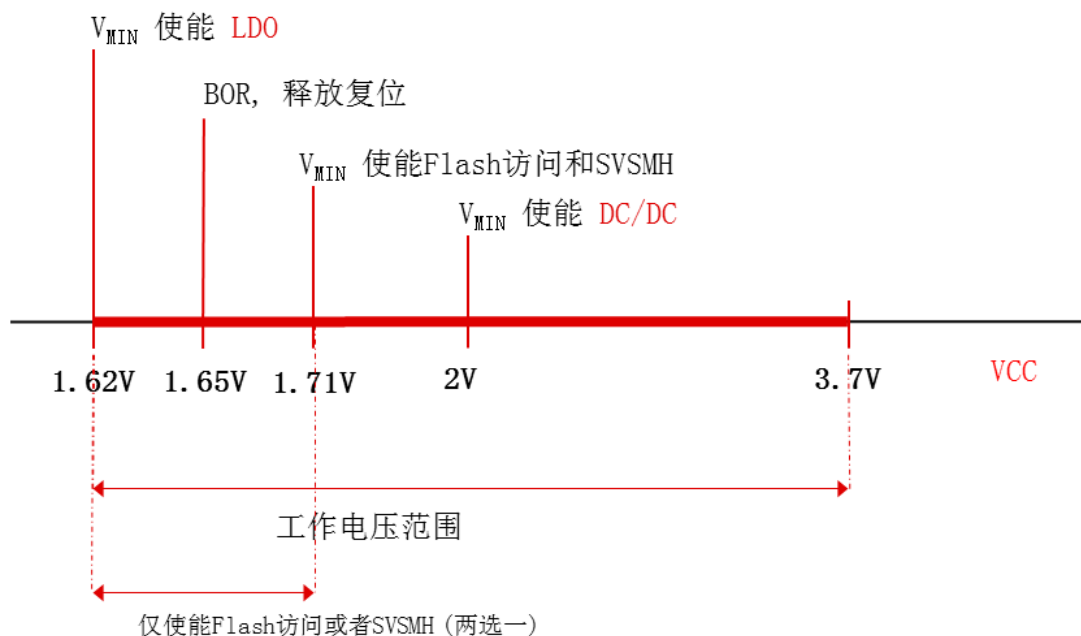 VMIN 使能 LDO
BOR, 释放复位
VMIN 使能Flash访问和SVSMH
VMIN 使能 DC/DC
1.62V 1.65V 1.71V 2V 3.7V VCC
工作电压范围
仅使能Flash访问或者SVSMH(两选一)